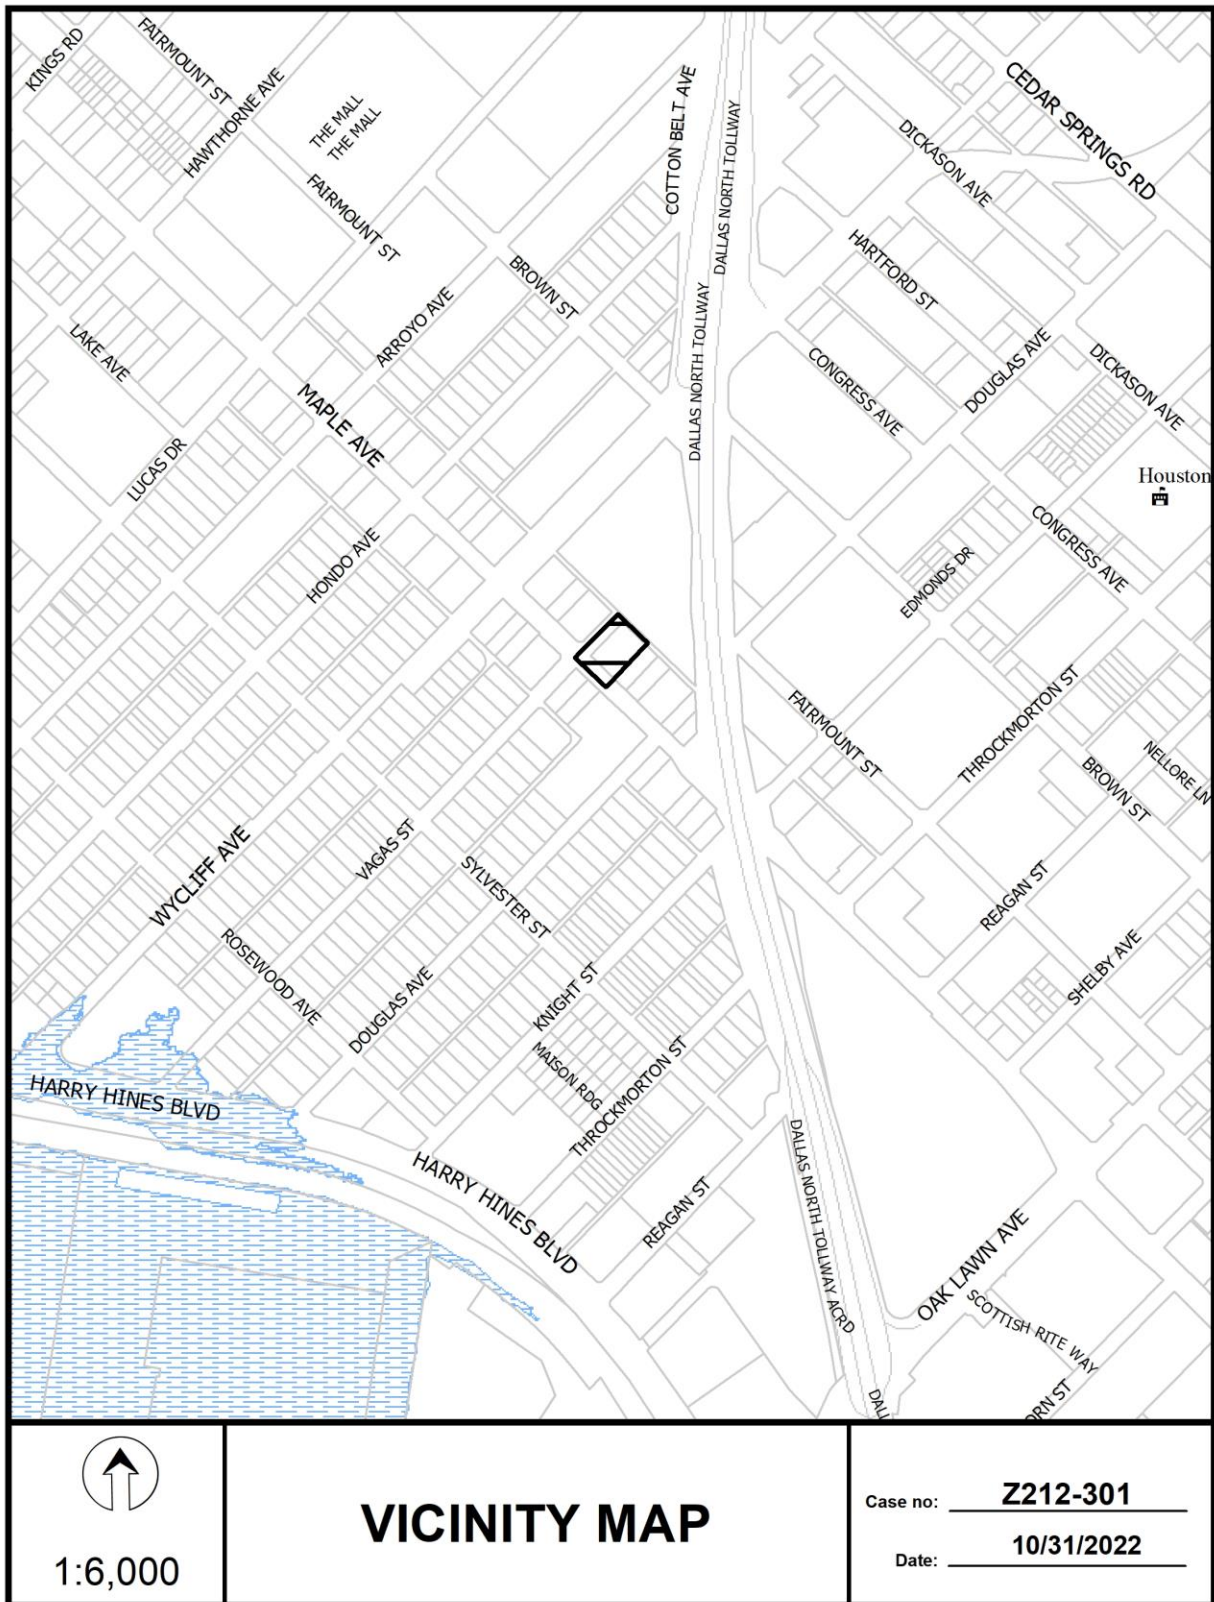 KINGS RD
FAIRMOUNT ST
HAWTHORNE AVE
THE MALL
THE MALL
FAIRMOUNT ST
COTTON BELT AVE
DALLAS NORTH TOLLWAY
CEDAR SPRINGS RD
DICKASON AVE
HARTFORD ST
BROWN ST
ARROYO AVE
LAKE AVE
MAPLE AVE
LUCAS DR
DALLAS NORTH TOLLWAY
CONGRESS AVE
DOUGLAS AVE
DICKASON AVE
Houston
CONGRESS AVE
HONDO AVE
EDMONDS DR
FAIRMOUNT ST
THROCKMORTON ST
NELLORE LN
BROWN ST
WYCLIFF AVE
VAGAS ST
SYLVESTER ST
REAGAN ST
SHELBY AVE
ROSEWOOD AVE
DOUGLAS AVE
KNIGHT ST
MAISON RDG
THROCKMORTON ST
HARRY HINES BLVD
HARRY HINES BLVD
REAGAN ST
DALLAS NORTH TOLLWAY ACRD
OAK LAWN AVE
SCOTTISH RITE WAY
ORN ST
DALL
1:6,000
VICINITY MAP
Case no: Z212-301
Date: 10/31/2022